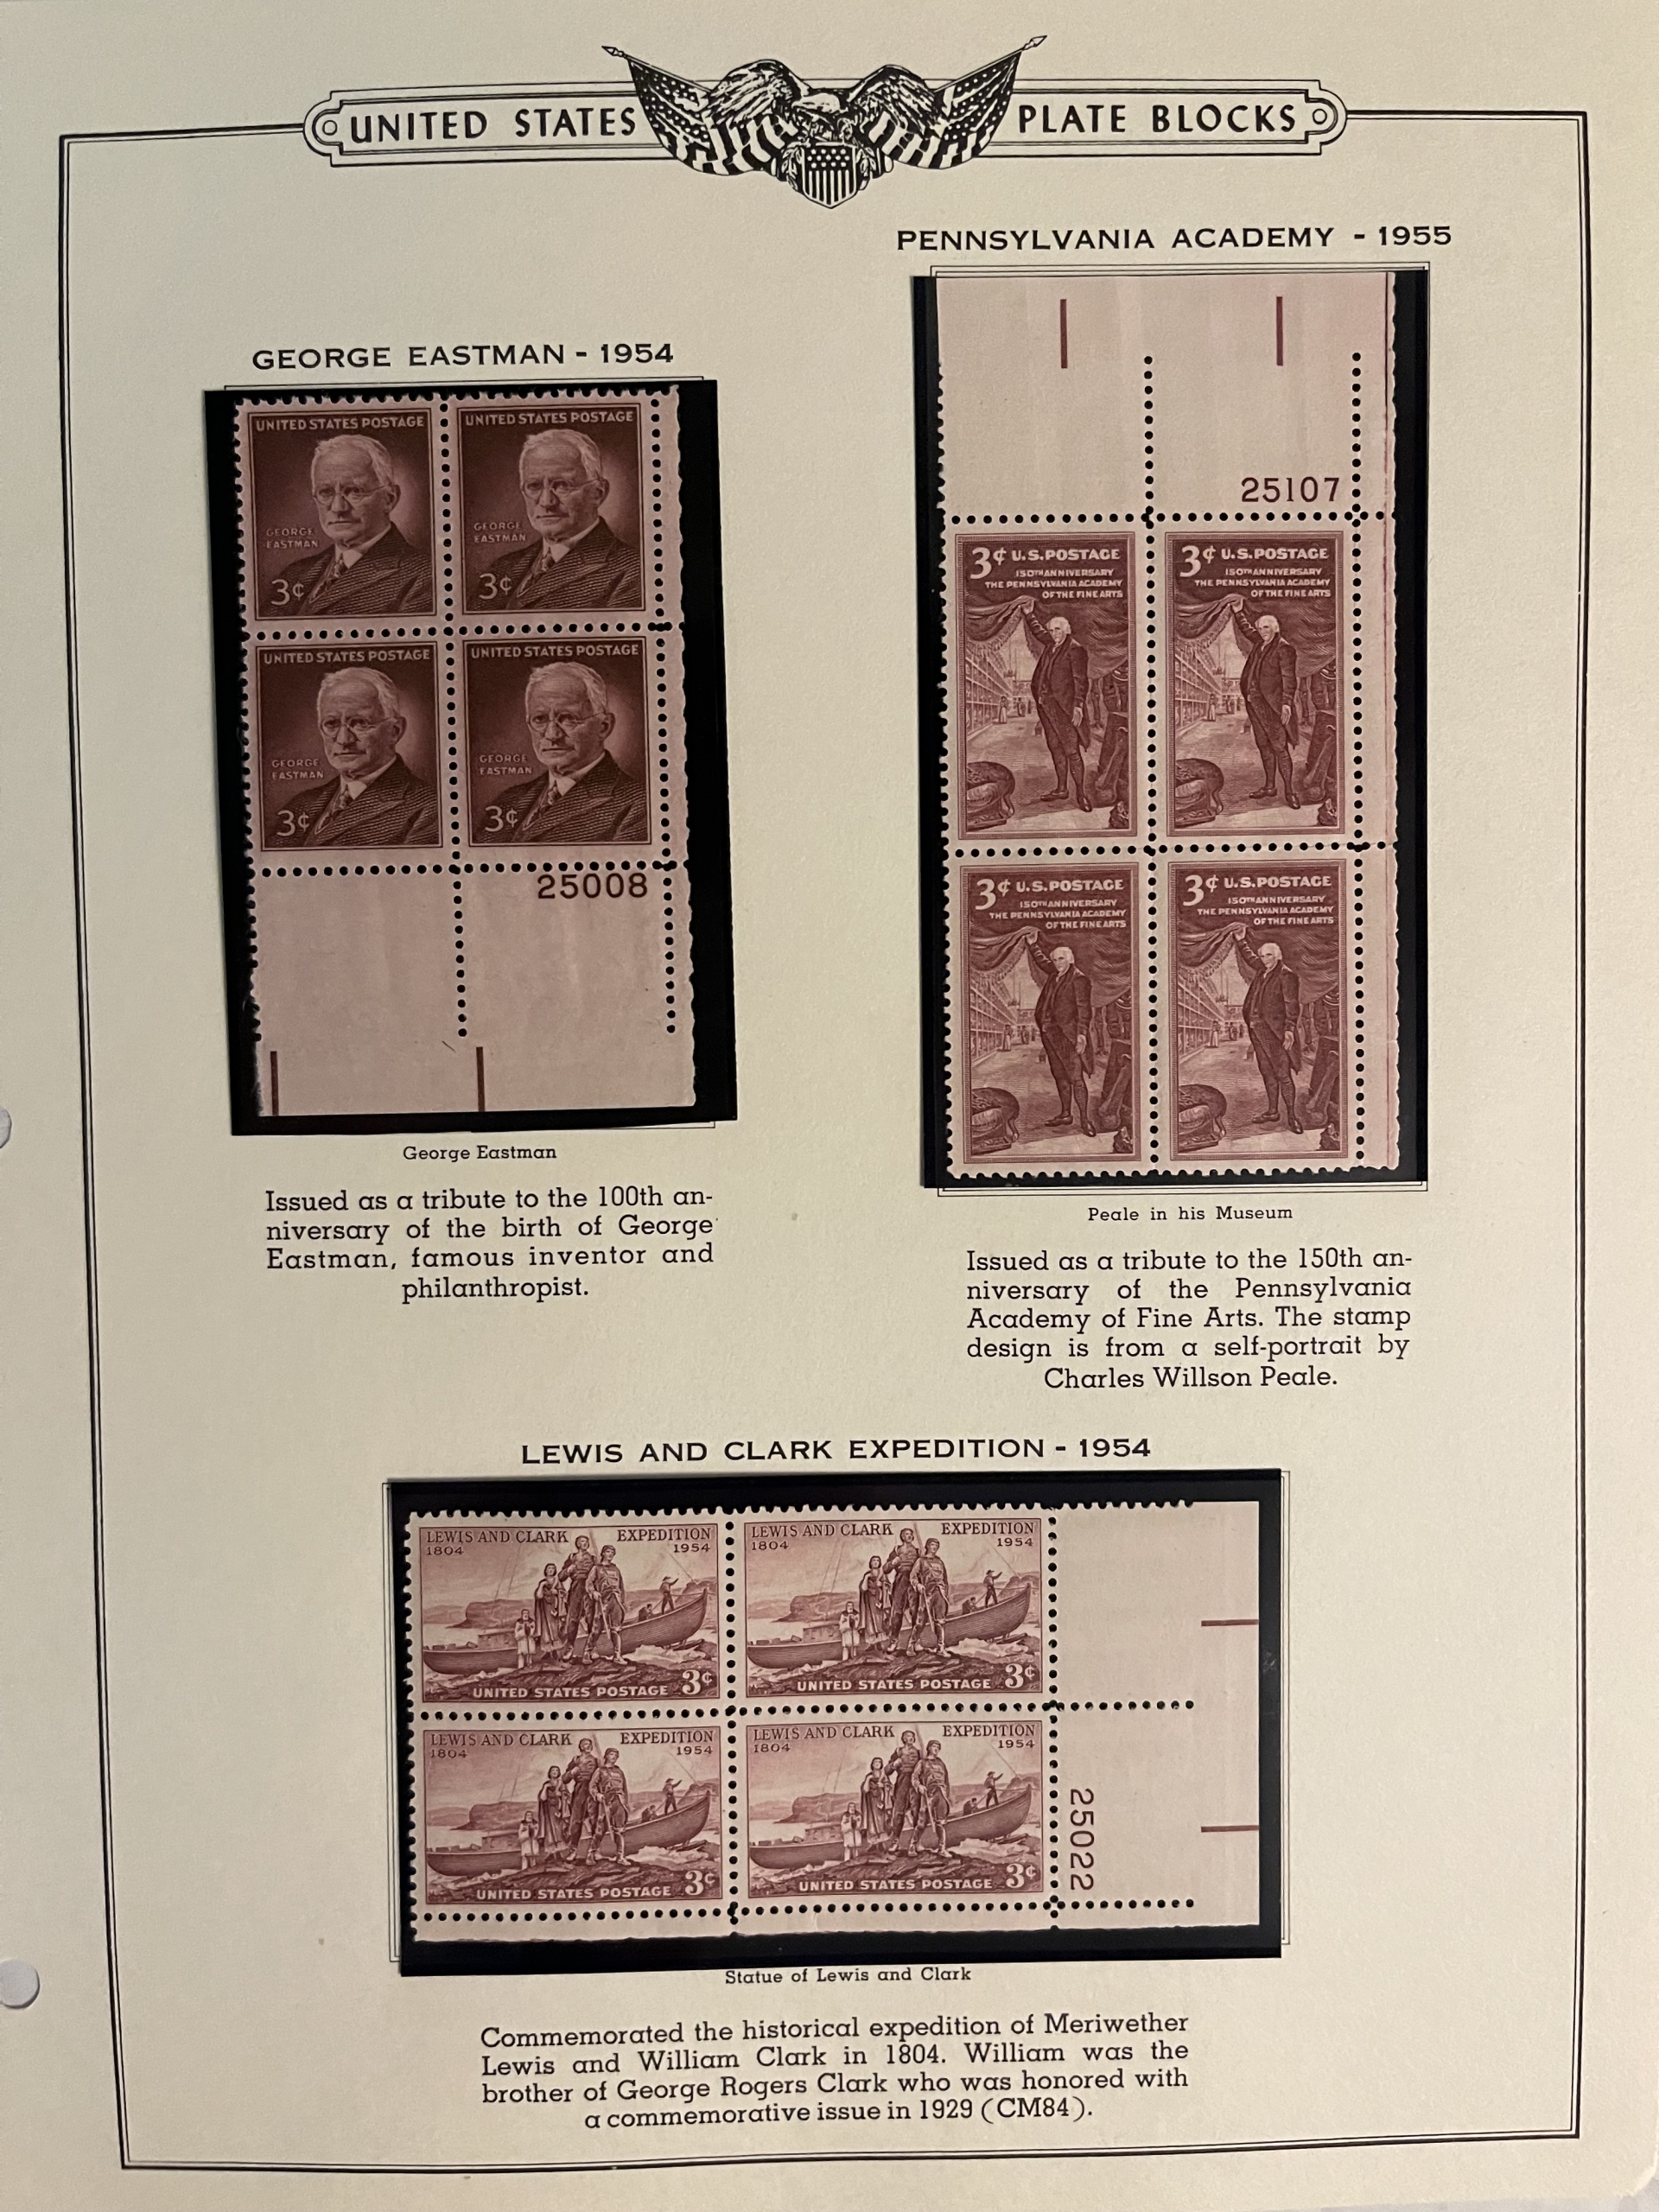 UNITED STATES PLATE BLOCKS
GEORGE EASTMAN - 1954
UNITED STATES POSTAGE
GEORGE
EASTMAN
3¢
UNITED STATES POSTAGE
GEORGE
EASTMAN
3¢
UNITED STATES POSTAGE
GEORGE
EASTMAN
3¢
UNITED STATES POSTAGE
GEORGE
EASTMAN
3¢
25008
George Eastman
Issued as a tribute to the 100th an-
niversary of the birth of George
Eastman, famous inventor and
philanthropist.
PENNSYLVANIA ACADEMY - 1955
25107
3¢ U.S. POSTAGE
150TH ANNIVERSARY
THE PENNSYLVANIA ACADEMY
OF THE FINE ARTS
3¢ U.S. POSTAGE
150TH ANNIVERSARY
THE PENNSYLVANIA ACADEMY
OF THE FINE ARTS
3¢ U.S. POSTAGE
150TH ANNIVERSARY
THE PENNSYLVANIA ACADEMY
OF THE FINE ARTS
3¢ U.S. POSTAGE
150TH ANNIVERSARY
THE PENNSYLVANIA ACADEMY
OF THE FINE ARTS
Peale in his Museum
Issued as a tribute to the 150th an-
niversary of the Pennsylvania
Academy of Fine Arts. The stamp
design is from a self-portrait by
Charles Willson Peale.
LEWIS AND CLARK EXPEDITION - 1954
LEWIS AND CLARK EXPEDITION
1804 1954
UNITED STATES POSTAGE 3¢
LEWIS AND CLARK EXPEDITION
1804 1954
UNITED STATES POSTAGE 3¢
LEWIS AND CLARK EXPEDITION
1804 1954
UNITED STATES POSTAGE 3¢
LEWIS AND CLARK EXPEDITION
1804 1954
UNITED STATES POSTAGE 3¢
25022
Statue of Lewis and Clark
Commemorated the historical expedition of Meriwether
Lewis and William Clark in 1804. William was the
brother of George Rogers Clark who was honored with
a commemorative issue in 1929 (CM84).